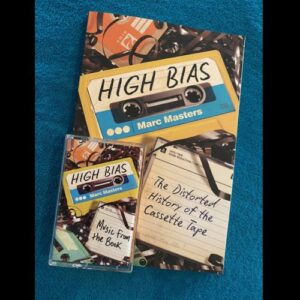 HIGH BIAS
Marc Masters
The Distorted
History of the
Cassette Tape
HIGH BIAS
Marc Masters
Music From
the Book